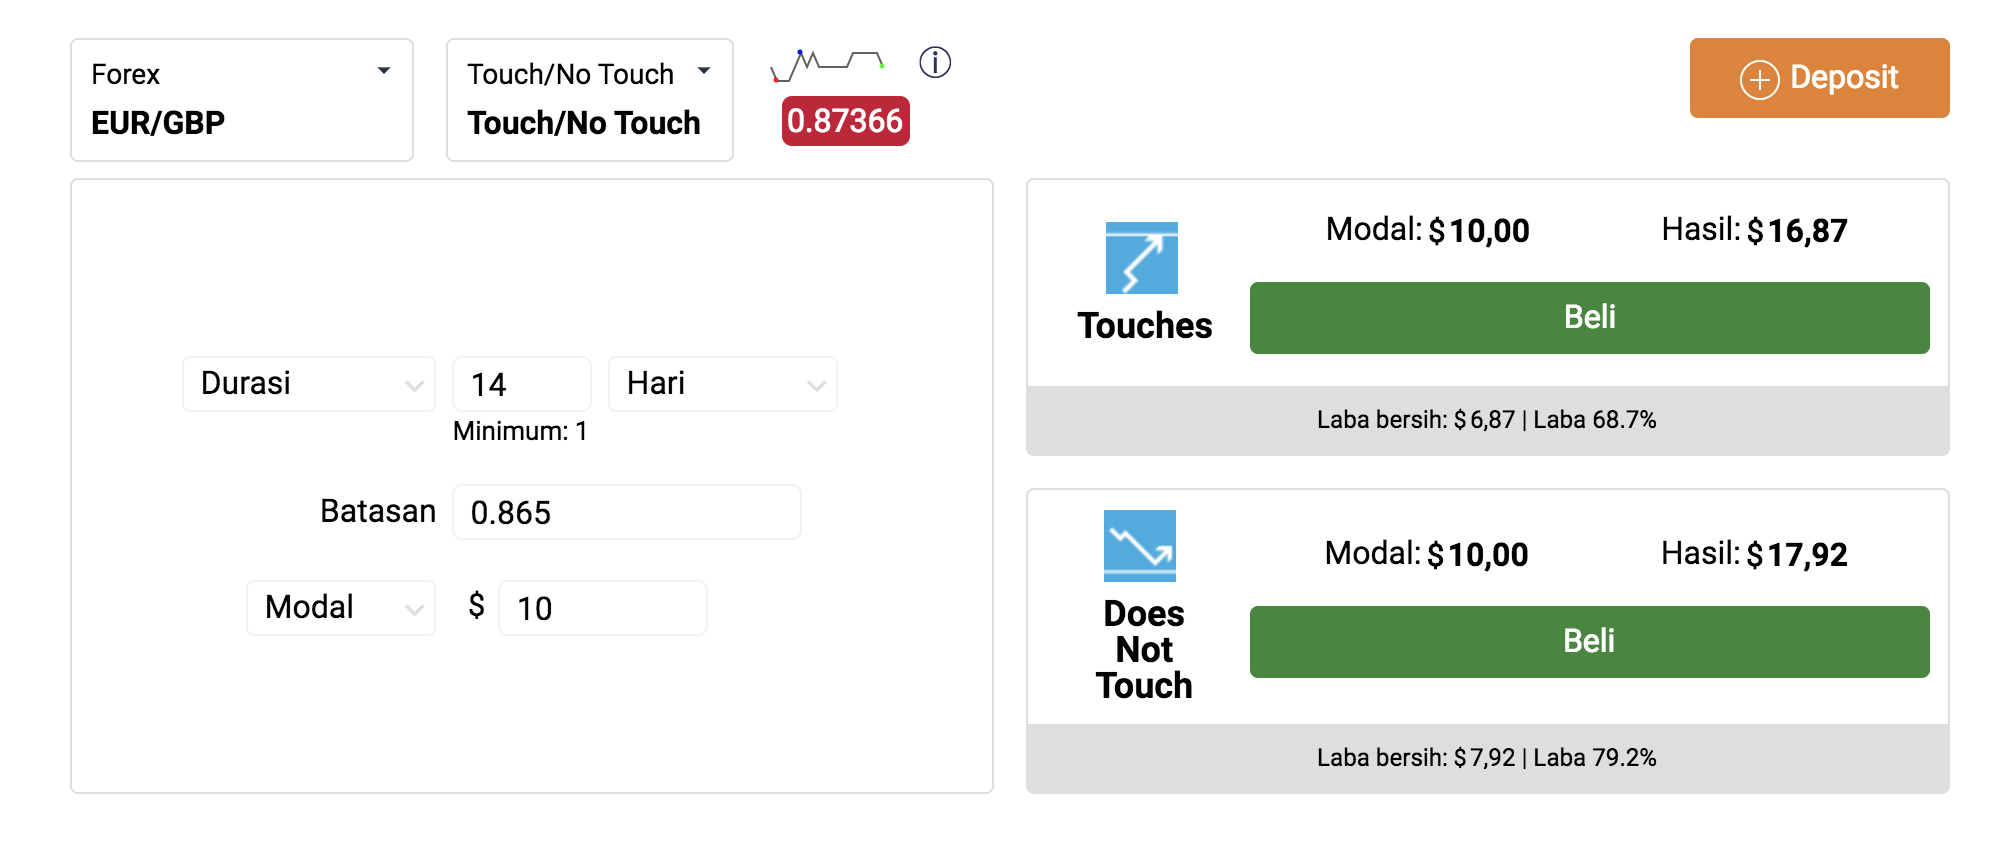 Forex
EUR/GBP
Touch/No Touch
Touch/No Touch
0.87366
Deposit
Durasi
14
Hari
Minimum: 1
Batasan
0.865
Modal
$
10
Modal: $10,00
Hasil: $16,87
Touches
Beli
Laba bersih: $6,87 | Laba 68.7%
Modal: $10,00
Hasil: $17,92
Does
Not
Touch
Beli
Laba bersih: $7,92 | Laba 79.2%